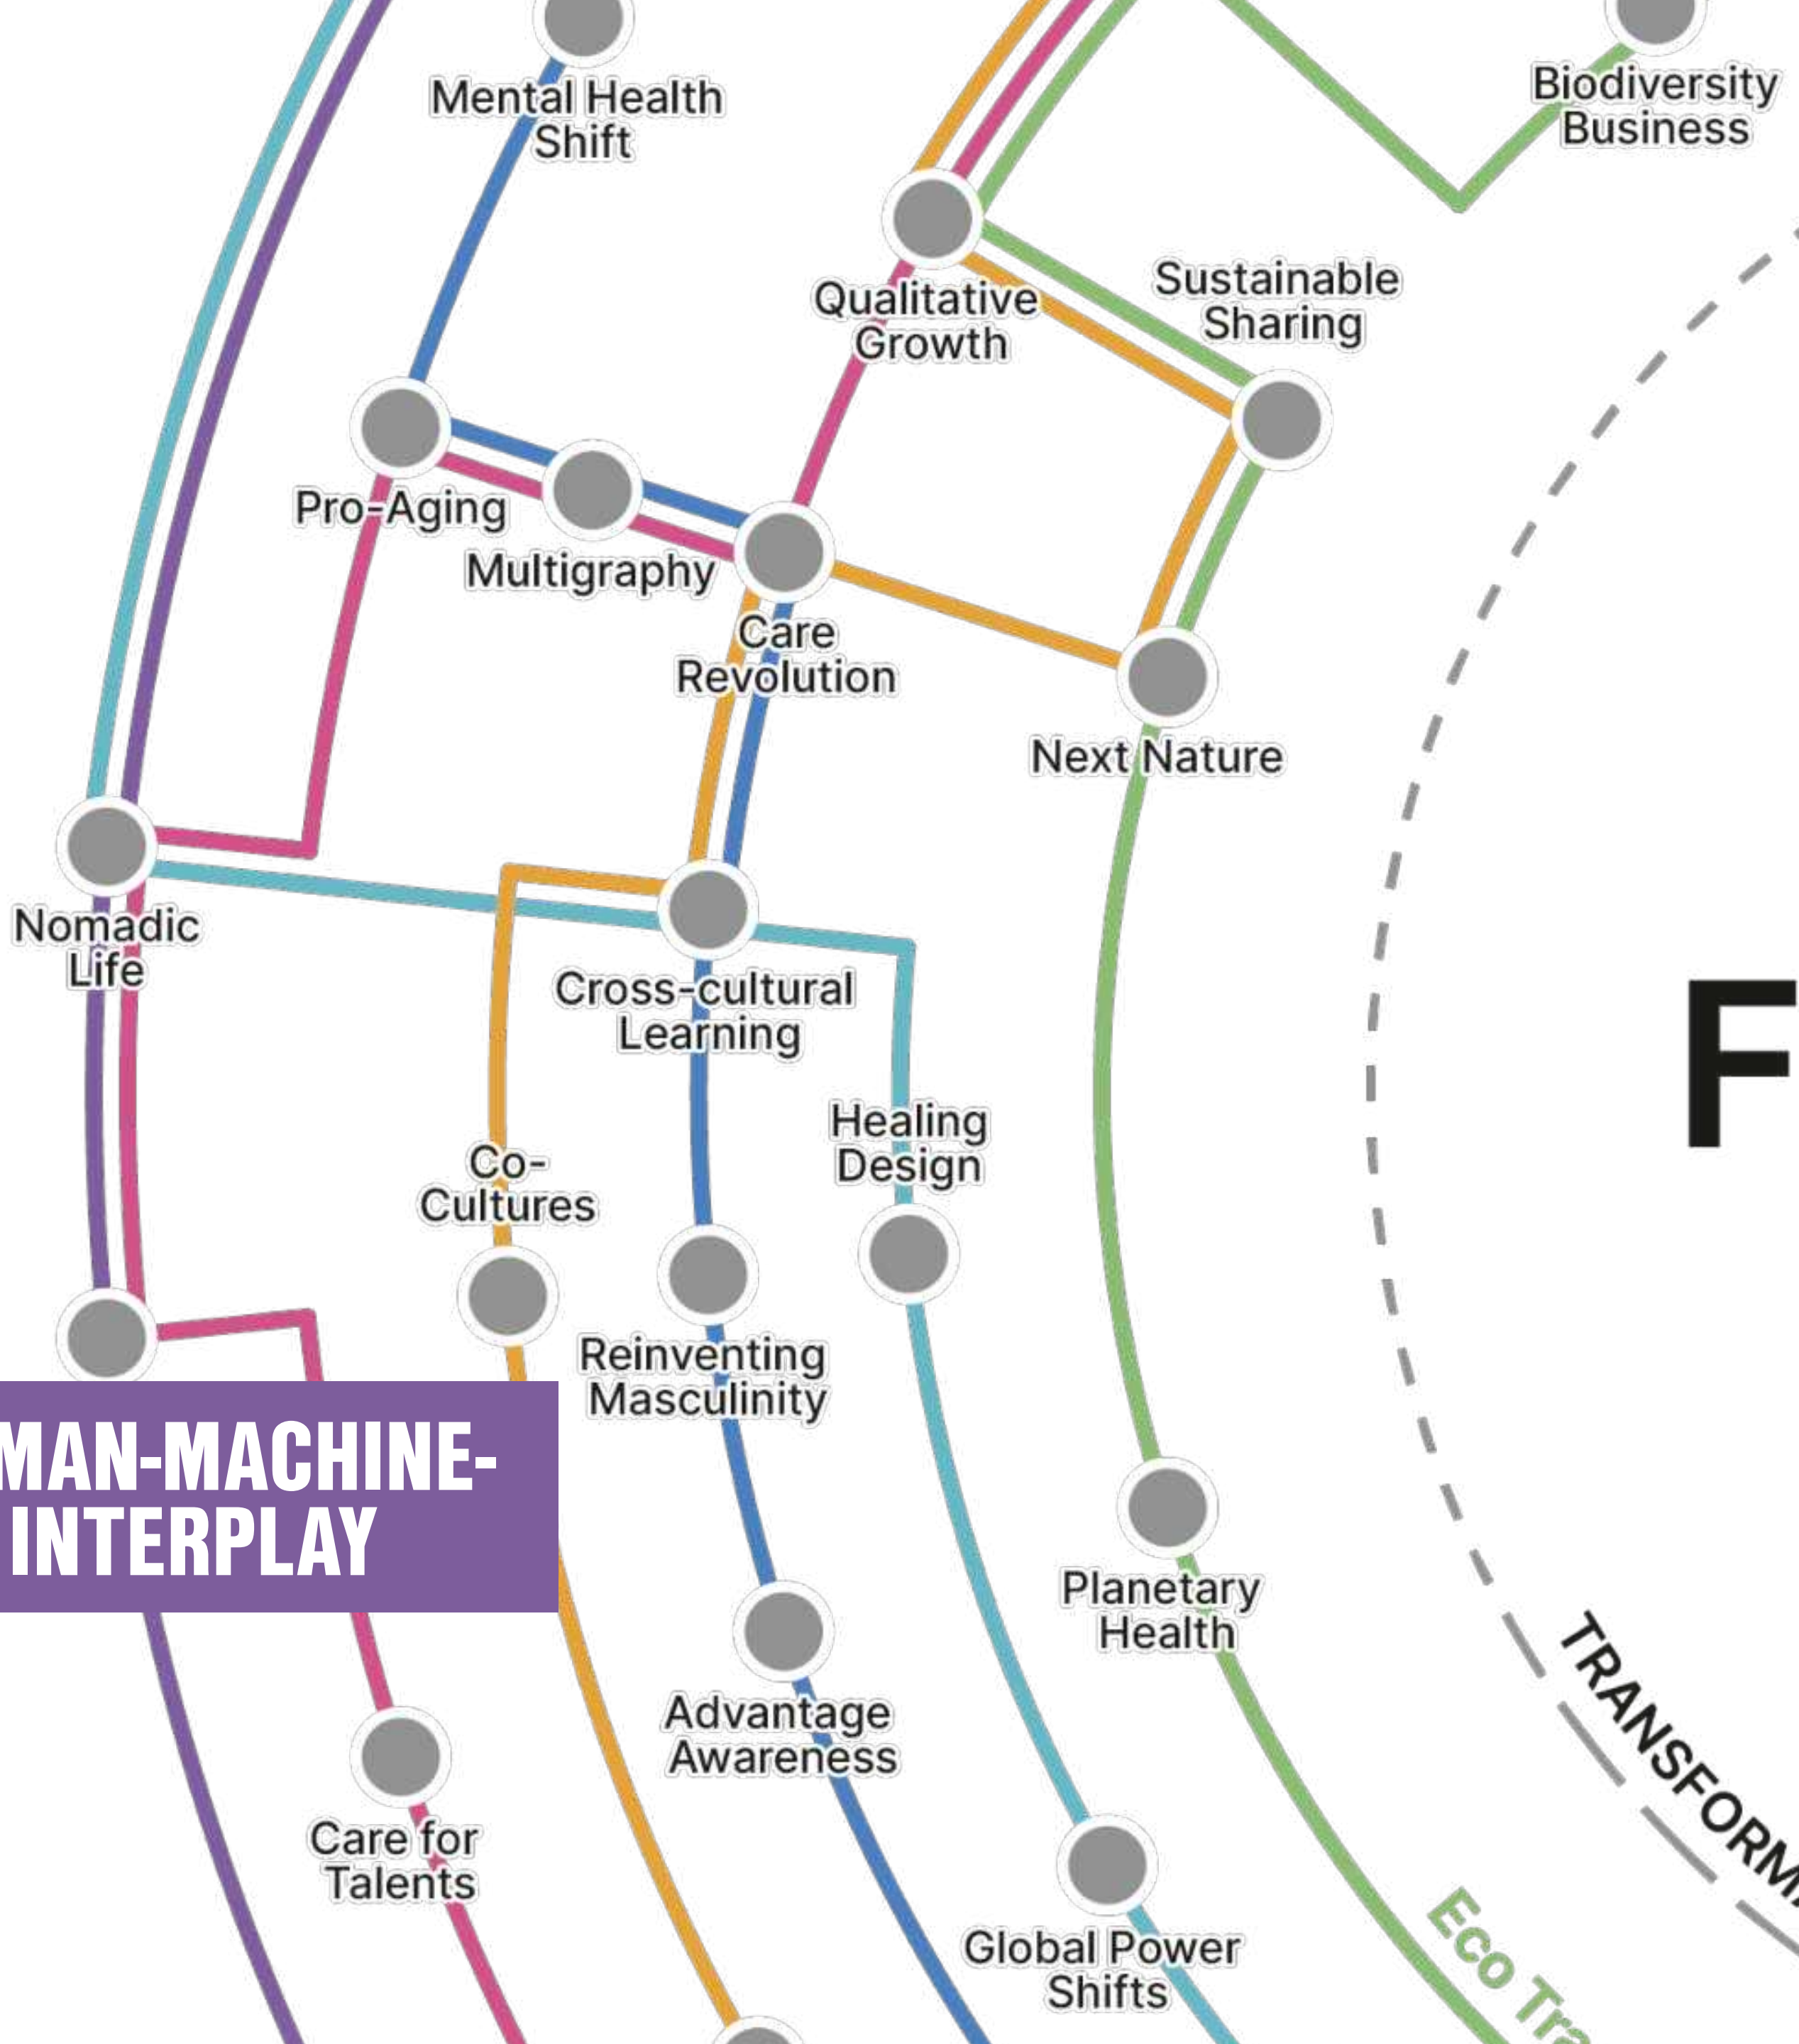 Mental Health
Shift
Biodiversity
Business
Qualitative
Growth
Sustainable
Sharing
Pro-Aging
Multigraphy
Care
Revolution
Next Nature
Nomadic
Life
Cross-cultural
Learning
Healing
Design
Co-
Cultures
Reinventing
Masculinity
F
MAN-MACHINE-
INTERPLAY
Planetary
Health
Advantage
Awareness
Care for
Talents
Global Power
Shifts
TRANSFORMA
Eco Tra